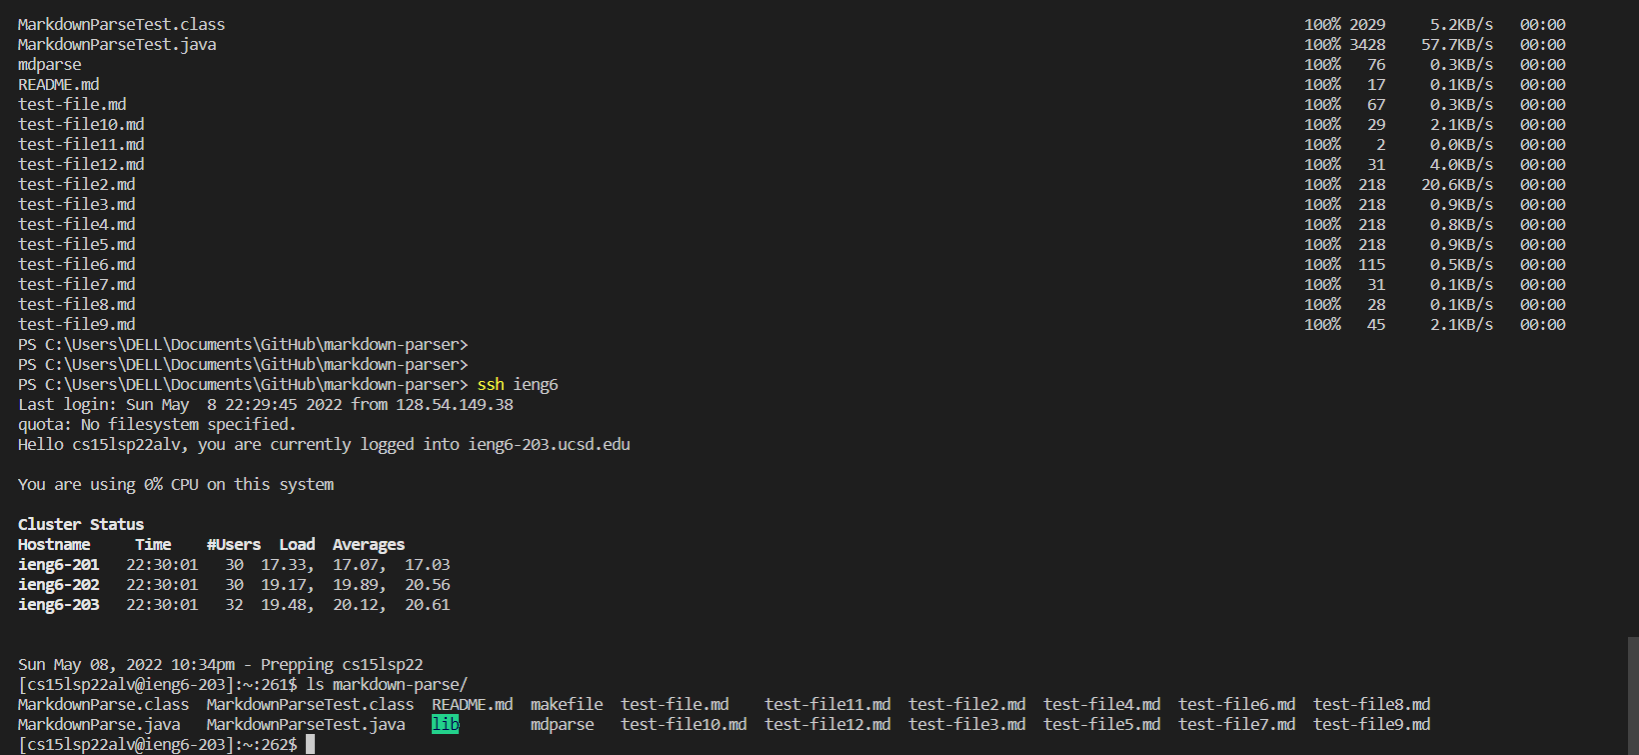 MarkdownParseTest.class 100% 2029 5.2KB/s 00:00
MarkdownParseTest.java 100% 3428 57.7KB/s 00:00
mdparse 100% 76 0.3KB/s 00:00
README.md 100% 17 0.1KB/s 00:00
test-file.md 100% 67 0.3KB/s 00:00
test-file10.md 100% 29 2.1KB/s 00:00
test-file11.md 100% 2 0.0KB/s 00:00
test-file12.md 100% 31 4.0KB/s 00:00
test-file2.md 100% 218 20.6KB/s 00:00
test-file3.md 100% 218 0.9KB/s 00:00
test-file4.md 100% 218 0.8KB/s 00:00
test-file5.md 100% 218 0.9KB/s 00:00
test-file6.md 100% 115 0.5KB/s 00:00
test-file7.md 100% 31 0.1KB/s 00:00
test-file8.md 100% 28 0.1KB/s 00:00
test-file9.md 100% 45 2.1KB/s 00:00
PS C:\Users\DELL\Documents\GitHub\markdown-parser>
PS C:\Users\DELL\Documents\GitHub\markdown-parser>
PS C:\Users\DELL\Documents\GitHub\markdown-parser> ssh ieng6
Last login: Sun May  8 22:29:45 2022 from 128.54.149.38
quota: No filesystem specified.
Hello cs15lsp22alv, you are currently logged into ieng6-203.ucsd.edu
You are using 0% CPU on this system
Cluster Status
Hostname Time #Users Load Averages
ieng6-201 22:30:01 30 17.33, 17.07, 17.03
ieng6-202 22:30:01 30 19.17, 19.89, 20.56
ieng6-203 22:30:01 32 19.48, 20.12, 20.61
Sun May 08, 2022 10:34pm - Prepping cs15lsp22
[cs15lsp22alv@ieng6-203]:~:261$ ls markdown-parse/
MarkdownParse.class MarkdownParseTest.class README.md makefile test-file.md test-file11.md test-file2.md test-file4.md test-file6.md test-file8.md
MarkdownParse.java MarkdownParseTest.java lib mdparse test-file10.md test-file12.md test-file3.md test-file5.md test-file7.md test-file9.md
[cs15lsp22alv@ieng6-203]:~:262$